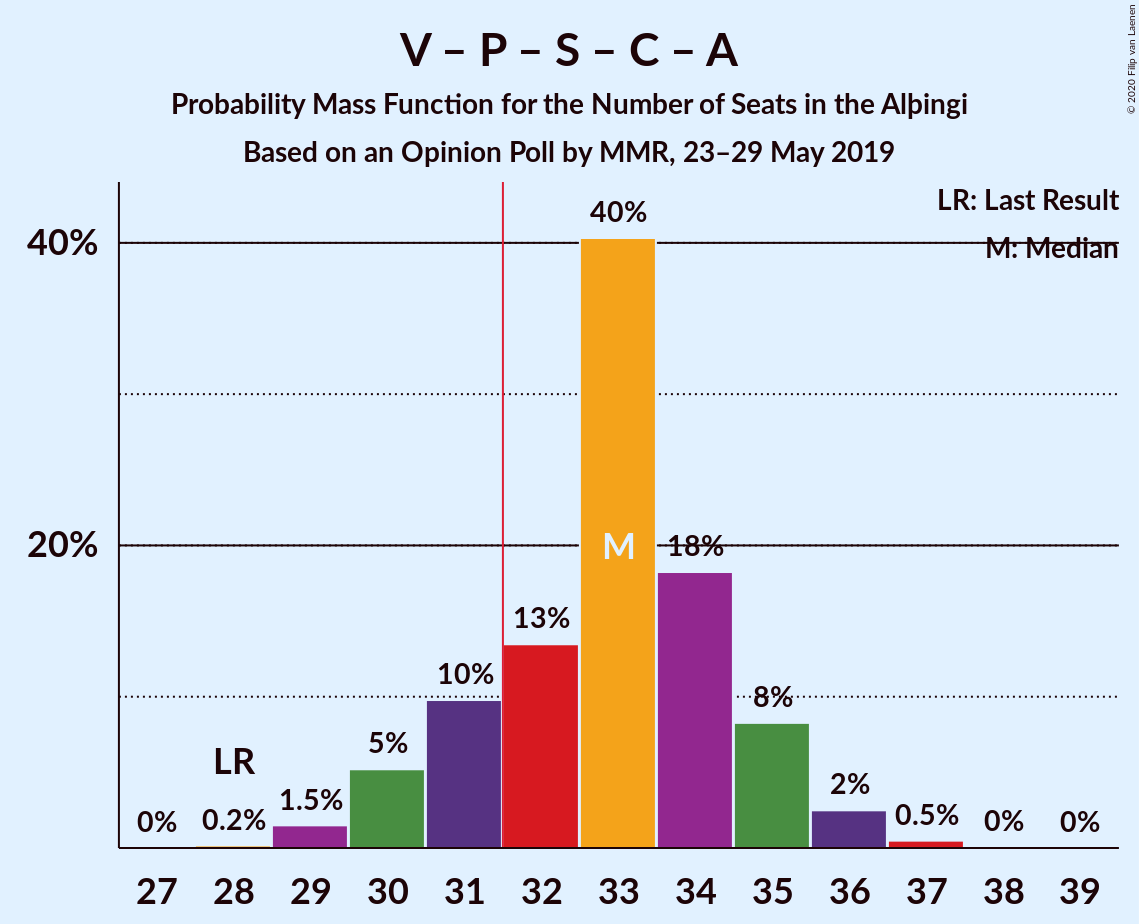 V – P – S – C – A
Probability Mass Function for the Number of Seats in the Alþingi
Based on an Opinion Poll by MMR, 23–29 May 2019
© 2020 Filip van Laenen
LR: Last Result
M: Median
40%
20%
0%
0.2%
LR
1.5%
5%
10%
13%
40%
M
18%
8%
2%
0.5%
0%
0%
27 28 29 30 31 32 33 34 35 36 37 38 39